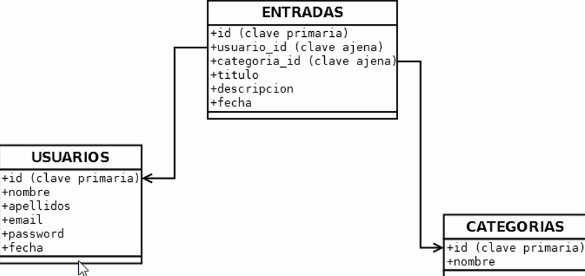 ENTRADAS
+id (clave primaria)
+usuario_id (clave ajena)
+categoria_id (clave ajena)
+titulo
+descripcion
+fecha
USUARIOS
+id (clave primaria)
+nombre
+apellidos
+email
+password
+fecha
CATEGORIAS
+id (clave primaria)
+nombre